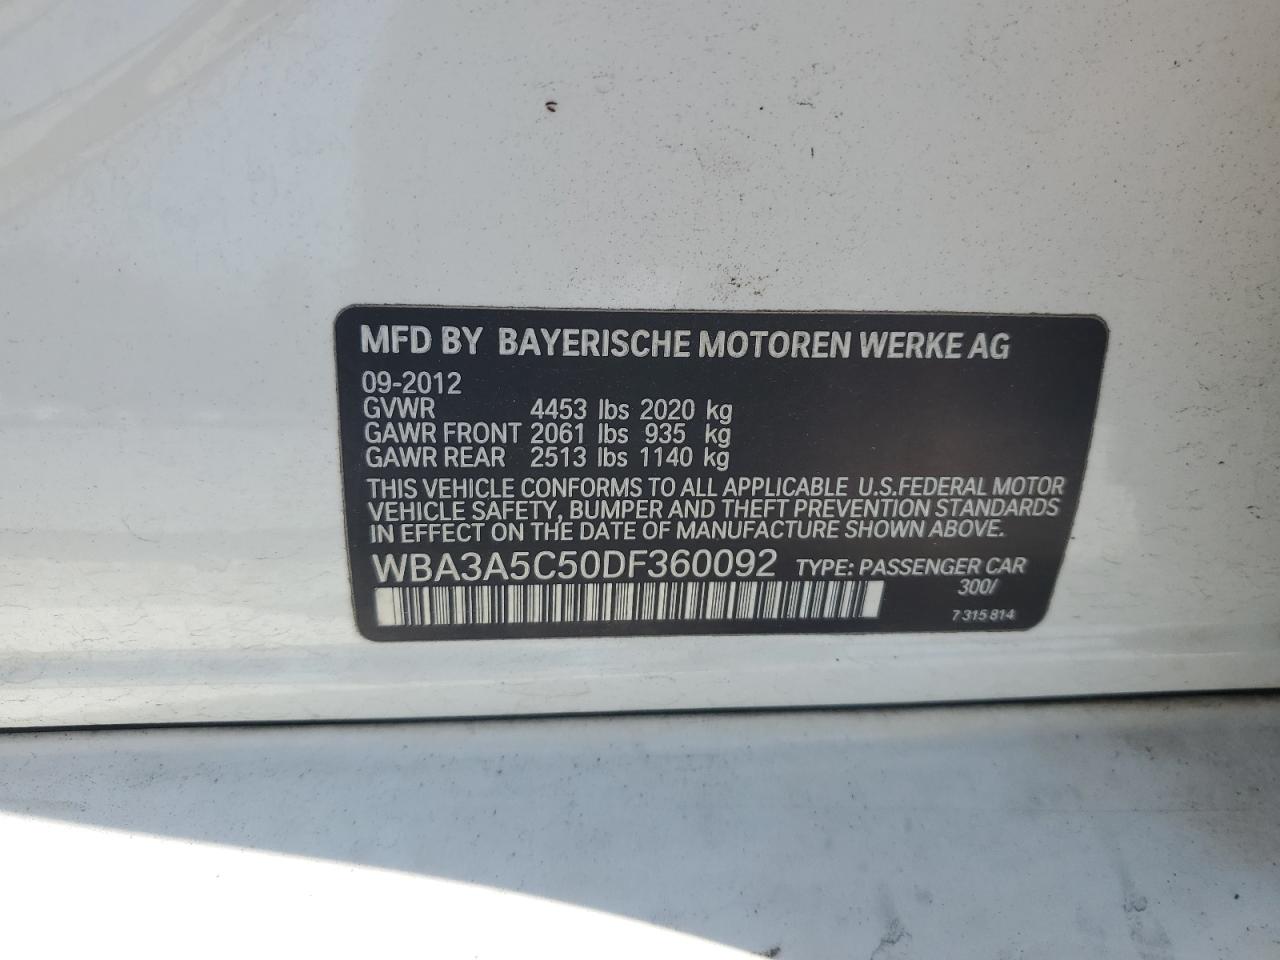 MFD BY BAYERISCHE MOTOREN WERKE AG
09-2012
GVWR 4453 lbs 2020 kg
GAWR FRONT 2061 lbs 935 kg
GAWR REAR 2513 lbs 1140 kg
THIS VEHICLE CONFORMS TO ALL APPLICABLE U.S.FEDERAL MOTOR
VEHICLE SAFETY, BUMPER AND THEFT PREVENTION STANDARDS
IN EFFECT ON THE DATE OF MANUFACTURE SHOWN ABOVE.
WBA3A5C50DF360092 TYPE: PASSENGER CAR
300/
7 315 814